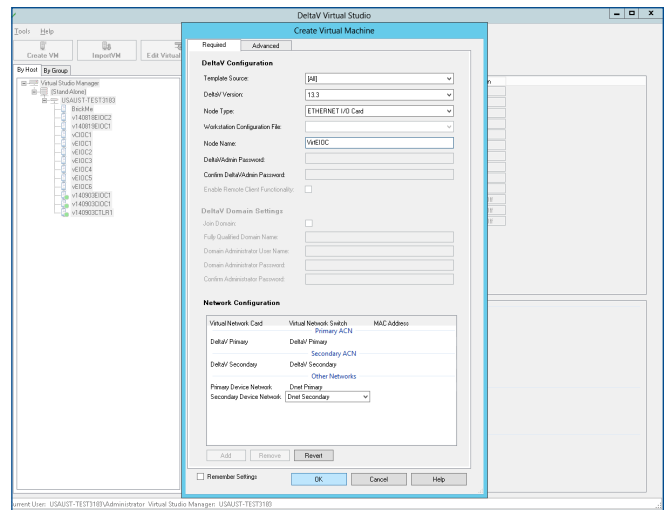 DeltaV Virtual Studio
Tools Help
Create VM ImportVM Edit Virtual
By Host By Group
Virtual Studio Manager
(Stand Alone)
USAUST-TEST3183
BrickMe
v140818EIOC2
v140819EIOC1
vCIOC1
vEIOC1
vEIOC2
vEIOC3
vEIOC4
vEIOC5
vEIOC6
v140903EIOC1
v140903CIOC1
v140903CTLR1
Create Virtual Machine
Required Advanced
DeltaV Configuration
Template Source: [All]
DeltaV Version: 13.3
Node Type: ETHERNET I/O Card
Workstation Configuration File:
Node Name: VirtEIOC
DeltaVAdmin Password:
Confirm DeltaVAdmin Password:
Enable Remote Client Functionality:
DeltaV Domain Settings
Join Domain:
Fully Qualified Domain Name:
Domain Administrator User Name:
Domain Administrator Password:
Confirm Administrator Password:
Network Configuration
Virtual Network Card Virtual Network Switch MAC Address
Primary ACN
DeltaV Primary DeltaV Primary
Secondary ACN
DeltaV Secondary DeltaV Secondary
Other Networks
Primary Device Network Dnet Primary
Secondary Device Network Dnet Secondary
Add Remove Revert
Remember Settings OK Cancel Help
urrent User: USAUST-TEST3183\Administrator Virtual Studio Manager: USAUST-TEST3183